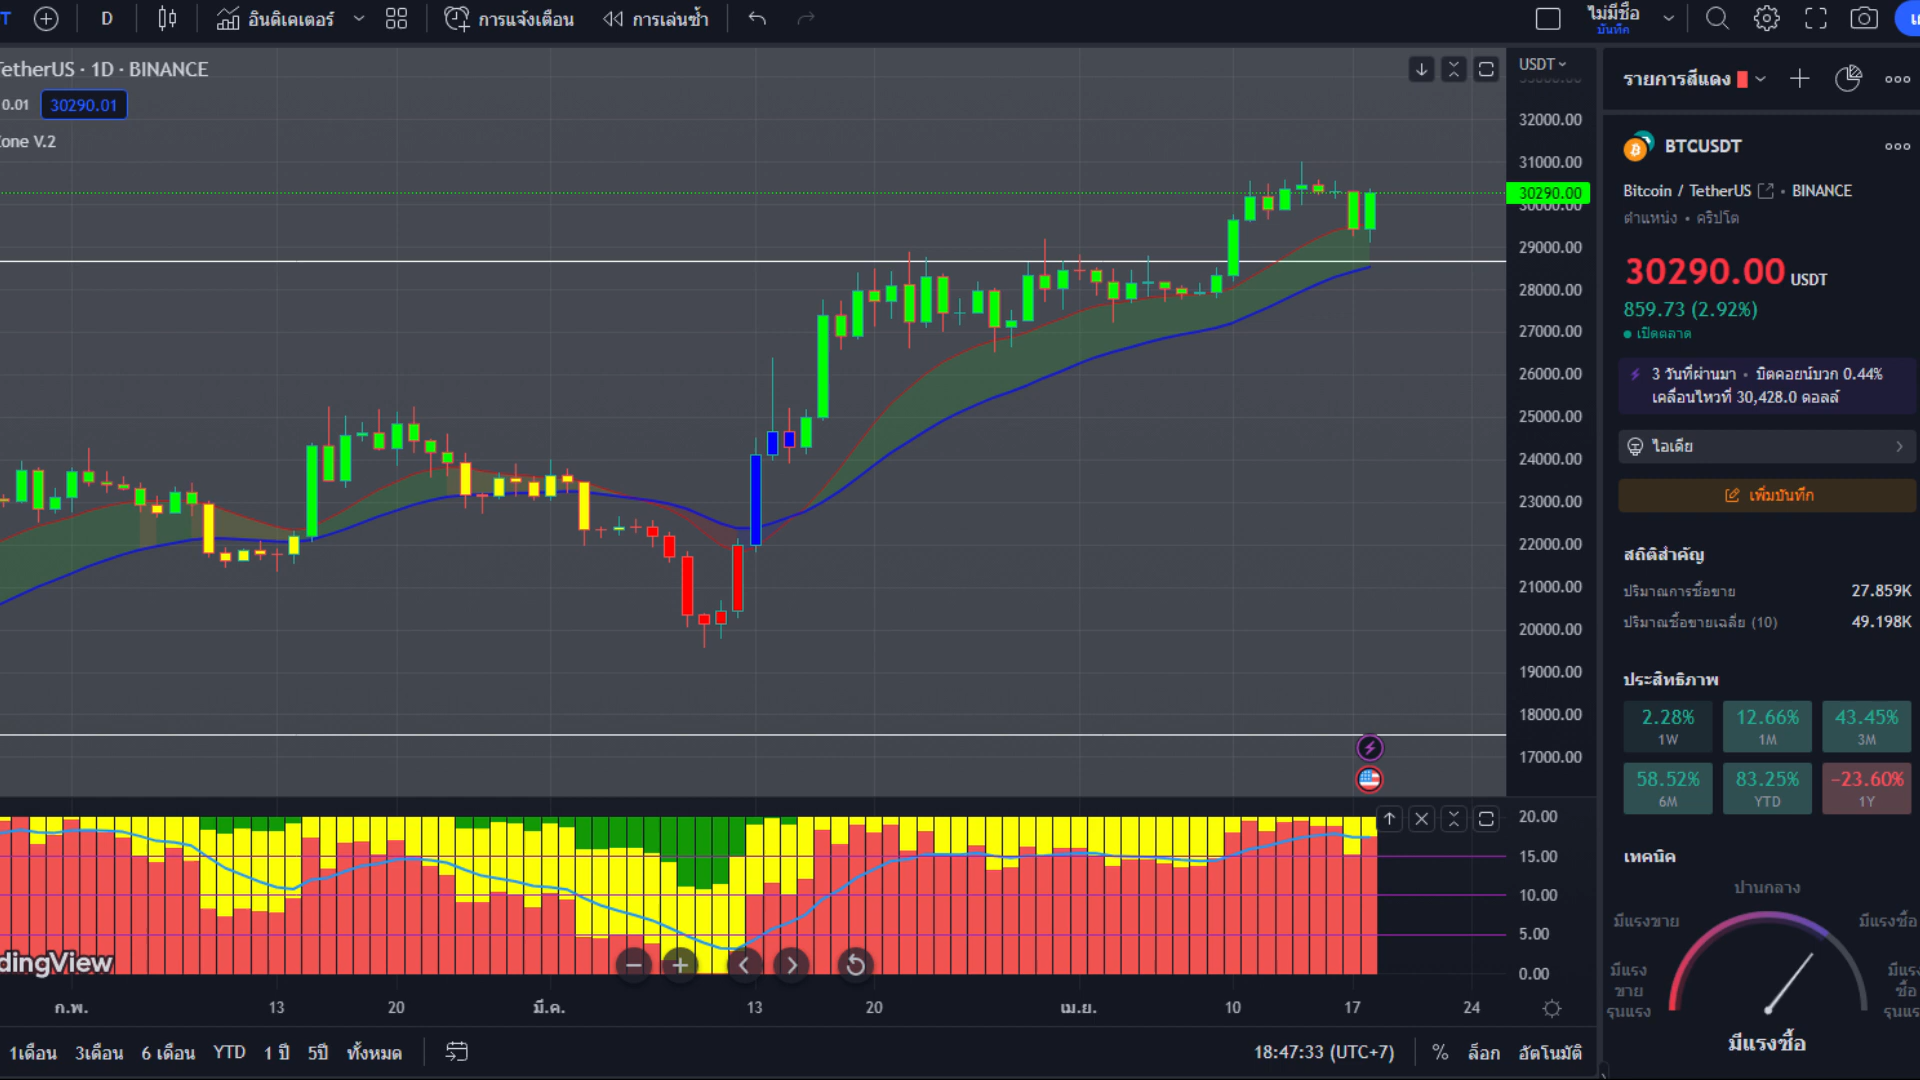 T
D
อินดิเคเตอร์
การแจ้งเตือน
การเล่นซ้ำ
ไม่มีชื่อ
บันทึก
TetherUS · 1D · BINANCE
0.01
30290.01
one V.2
USDT
32000.00
31000.00
30290.00
30000.00
29000.00
28000.00
27000.00
26000.00
25000.00
24000.00
23000.00
22000.00
21000.00
20000.00
19000.00
18000.00
17000.00
20.00
15.00
10.00
5.00
0.00
dingView
ก.พ.
13
20
มี.ค.
13
20
เม.ย.
10
17
24
1เดือน
3เดือน
6 เดือน
YTD
1 ปี
5ปี
ทั้งหมด
18:47:33 (UTC+7)
%
ล็อก
อัตโนมัติ
รายการสีแดง
BTCUSDT
Bitcoin / TetherUS • BINANCE
ตำแหน่ง • คริปโต
30290.00 USDT
859.73 (2.92%)
เปิดตลาด
3 วันที่ผ่านมา • บิตคอยน์บวก 0.44%
เคลื่อนไหวที่ 30,428.0 ดอลล์
ไอเดีย
เพิ่มบันทึก
สถิติสำคัญ
ปริมาณการซื้อขาย 27.859K
ปริมาณซื้อขายเฉลี่ย (10) 49.198K
ประสิทธิภาพ
2.28%
1W
12.66%
1M
43.45%
3M
58.52%
6M
83.25%
YTD
−23.60%
1Y
เทคนิค
ปานกลาง
มีแรงขาย
มีแรงซื้อ
มีแรง
ขาย
รุนแรง
มีแรง
ซื้อ
รุนแร
มีแรงซื้อ